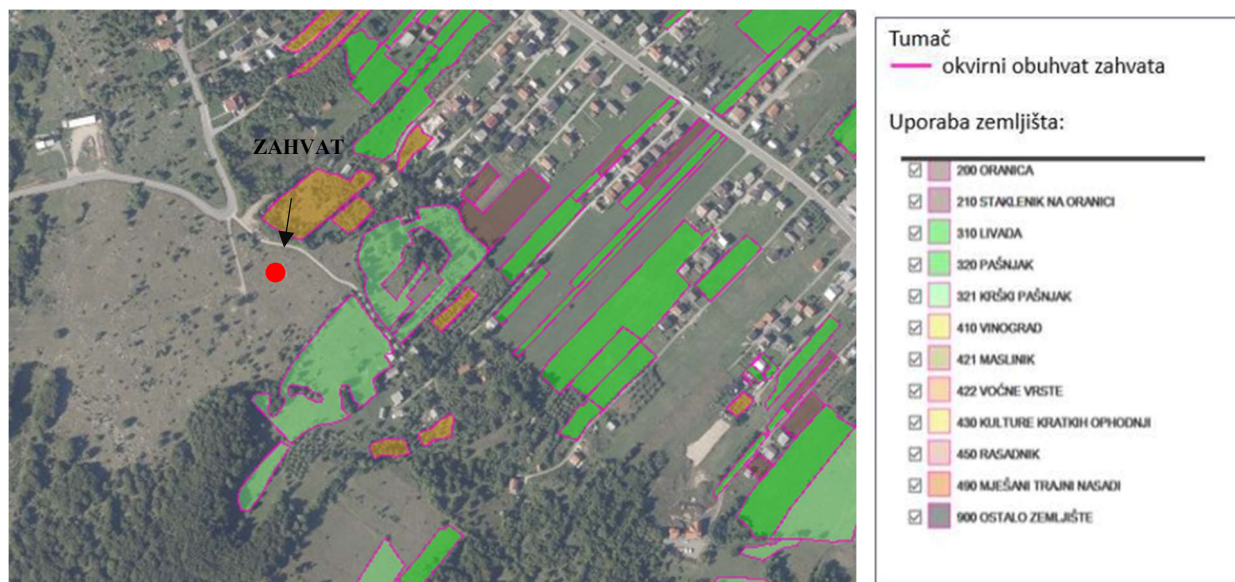 ZAHVAT
Tumač
okvirni obuhvat zahvata
Uporaba zemljišta:
200 ORANICA
210 STAKLENIK NA ORANICI
310 LIVADA
320 PAŠNJAK
321 KRŠKI PAŠNJAK
410 VINOGRAD
421 MASLINIK
422 VOĆNE VRSTE
430 KULTURE KRATKIH OPHODNJI
450 RASADNIK
490 MJEŠANI TRAJNI NASADI
900 OSTALO ZEMLJIŠTE